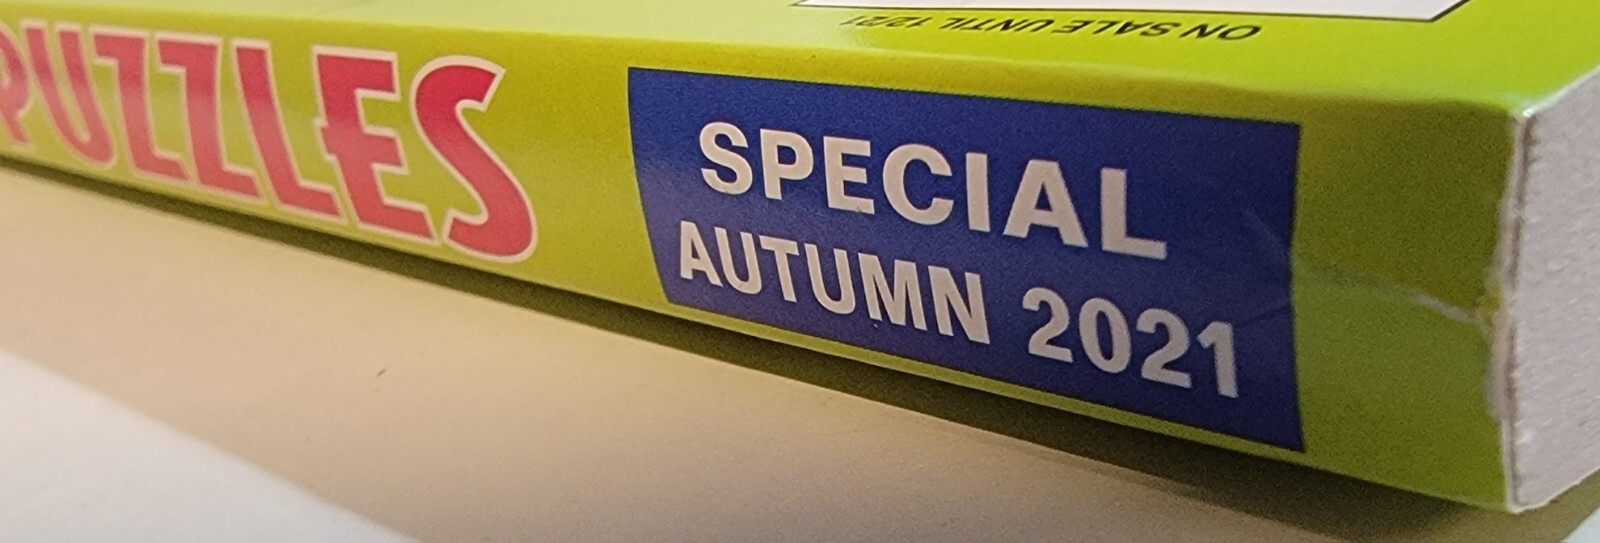 ON SALE UNTIL 12/21
PUZZLES
SPECIAL
AUTUMN 2021